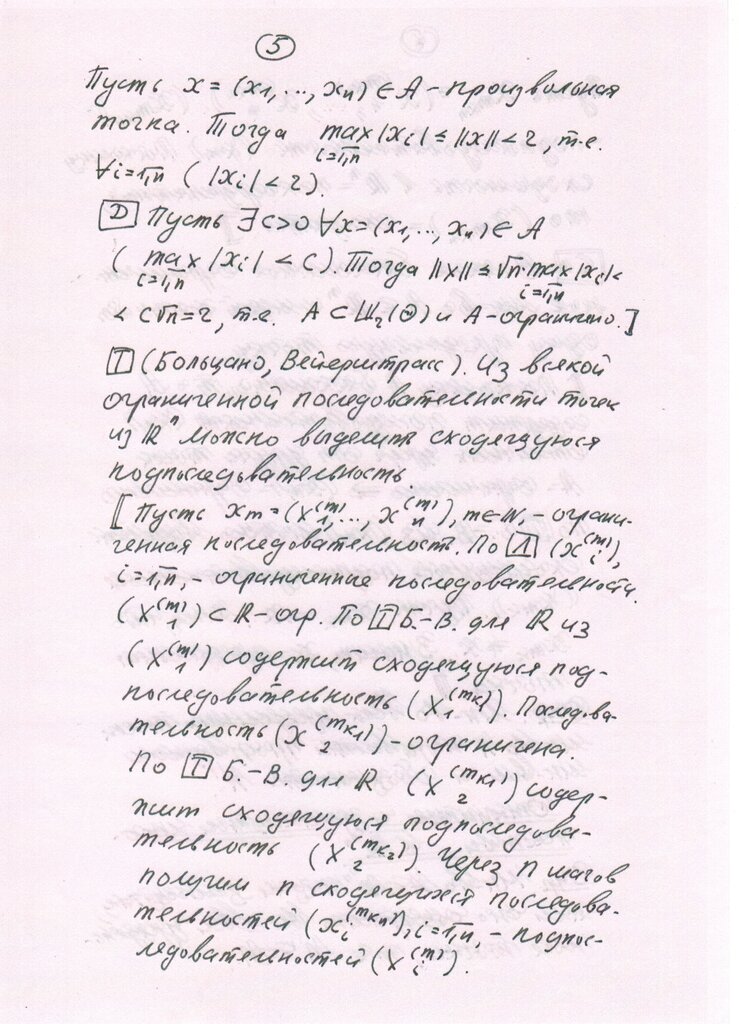 5
Пусть x = (x₁, ..., xₙ) ∈ A – произвольная
точка. Тогда max |xᵢ| ≤ ||x|| < r, т.е.
i=1,n
∀i=1,n ( |xᵢ| < r).
Д Пусть ∃ c>0 ∀x=(x₁, ..., xₙ) ∈ A
( max |xᵢ| < c). Тогда ||x|| ≤ √n·max |xᵢ| <
i=1,n i=1,n
< c√n = r, т.е. A ⊂ Шᵣ(Θ) и A – ограничено. ]
Т (Больцано, Вейерштрасс). Из всякой
ограниченной последовательности точек
из ℝⁿ можно выделить сходящуюся
подпоследовательность.
[ Пусть xₘ = (x₁^(m), ..., xₙ^(m)), m∈ℕ, – ограни-
ченная последовательность. По Л (xᵢ^(m)),
i=1,n, – ограниченные последовательности.
(x₁^(m)) ⊂ ℝ – огр. По Т Б.–В. для ℝ из
(x₁^(m)) содержит сходящуюся под-
последовательность (x₁^(mk₁)). Последова-
тельность (x₂^(mk₁)) – ограничена.
По Т Б.–В. для ℝ (x₂^(mk₁)) содер-
жит сходящуюся подпоследова-
тельность (x₂^(mk₂)). Через n шагов
получим n сходящихся последова-
тельностей (xᵢ^(mkₙ)), i=1,n, – подпос-
ледовательностей (xᵢ^(m)).